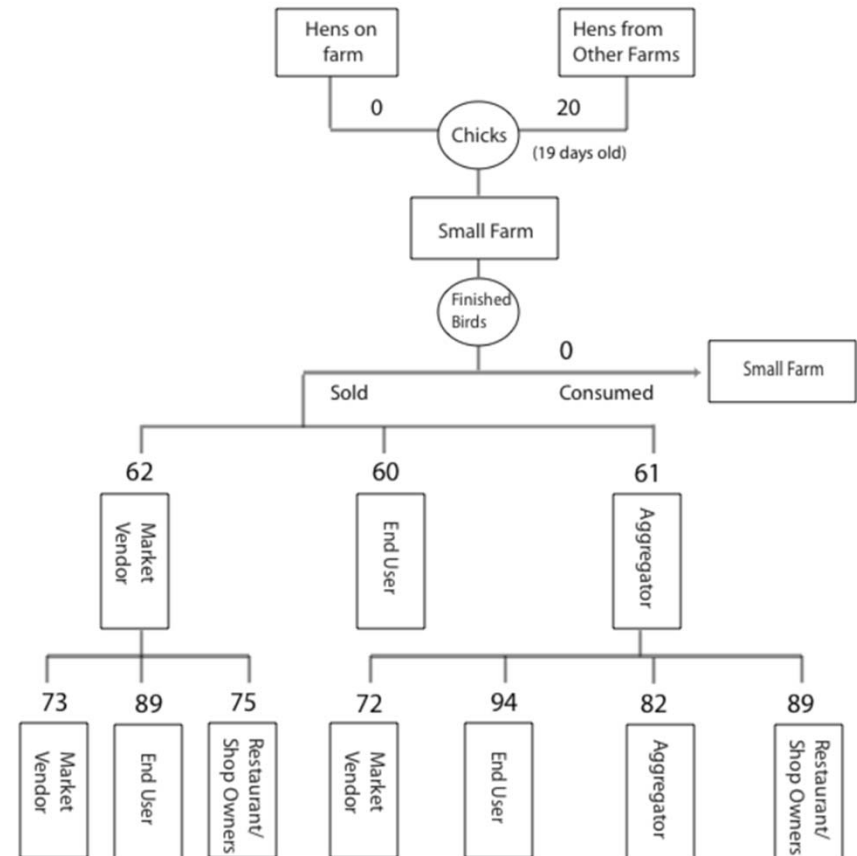 Hens on
farm
Hens from
Other Farms
0
20
Chicks
(19 days old)
Small Farm
Finished
Birds
0
Small Farm
Sold
Consumed
62
60
61
Market
Vendor
End User
Aggregator
73
89
75
72
94
82
89
Market
Vendor
End User
Restaurant/
Shop Owners
Market
Vendor
End User
Aggregator
Restaurant/
Shop Owners